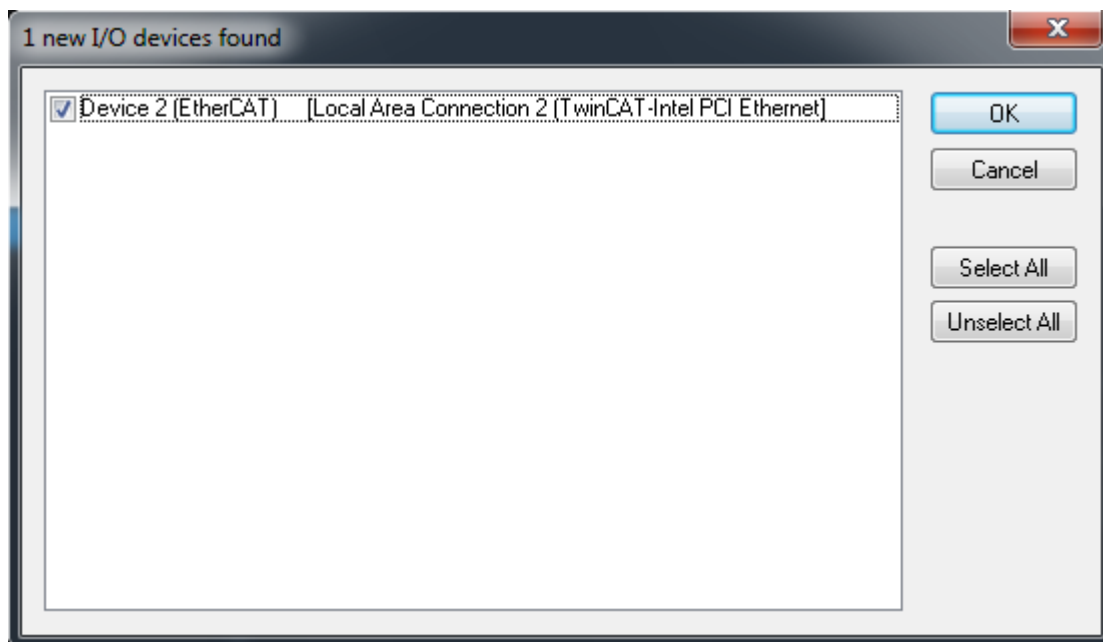 1 new I/O devices found
Device 2 (EtherCAT) [Local Area Connection 2 (TwinCAT-Intel PCI Ethernet]
OK
Cancel
Select All
Unselect All